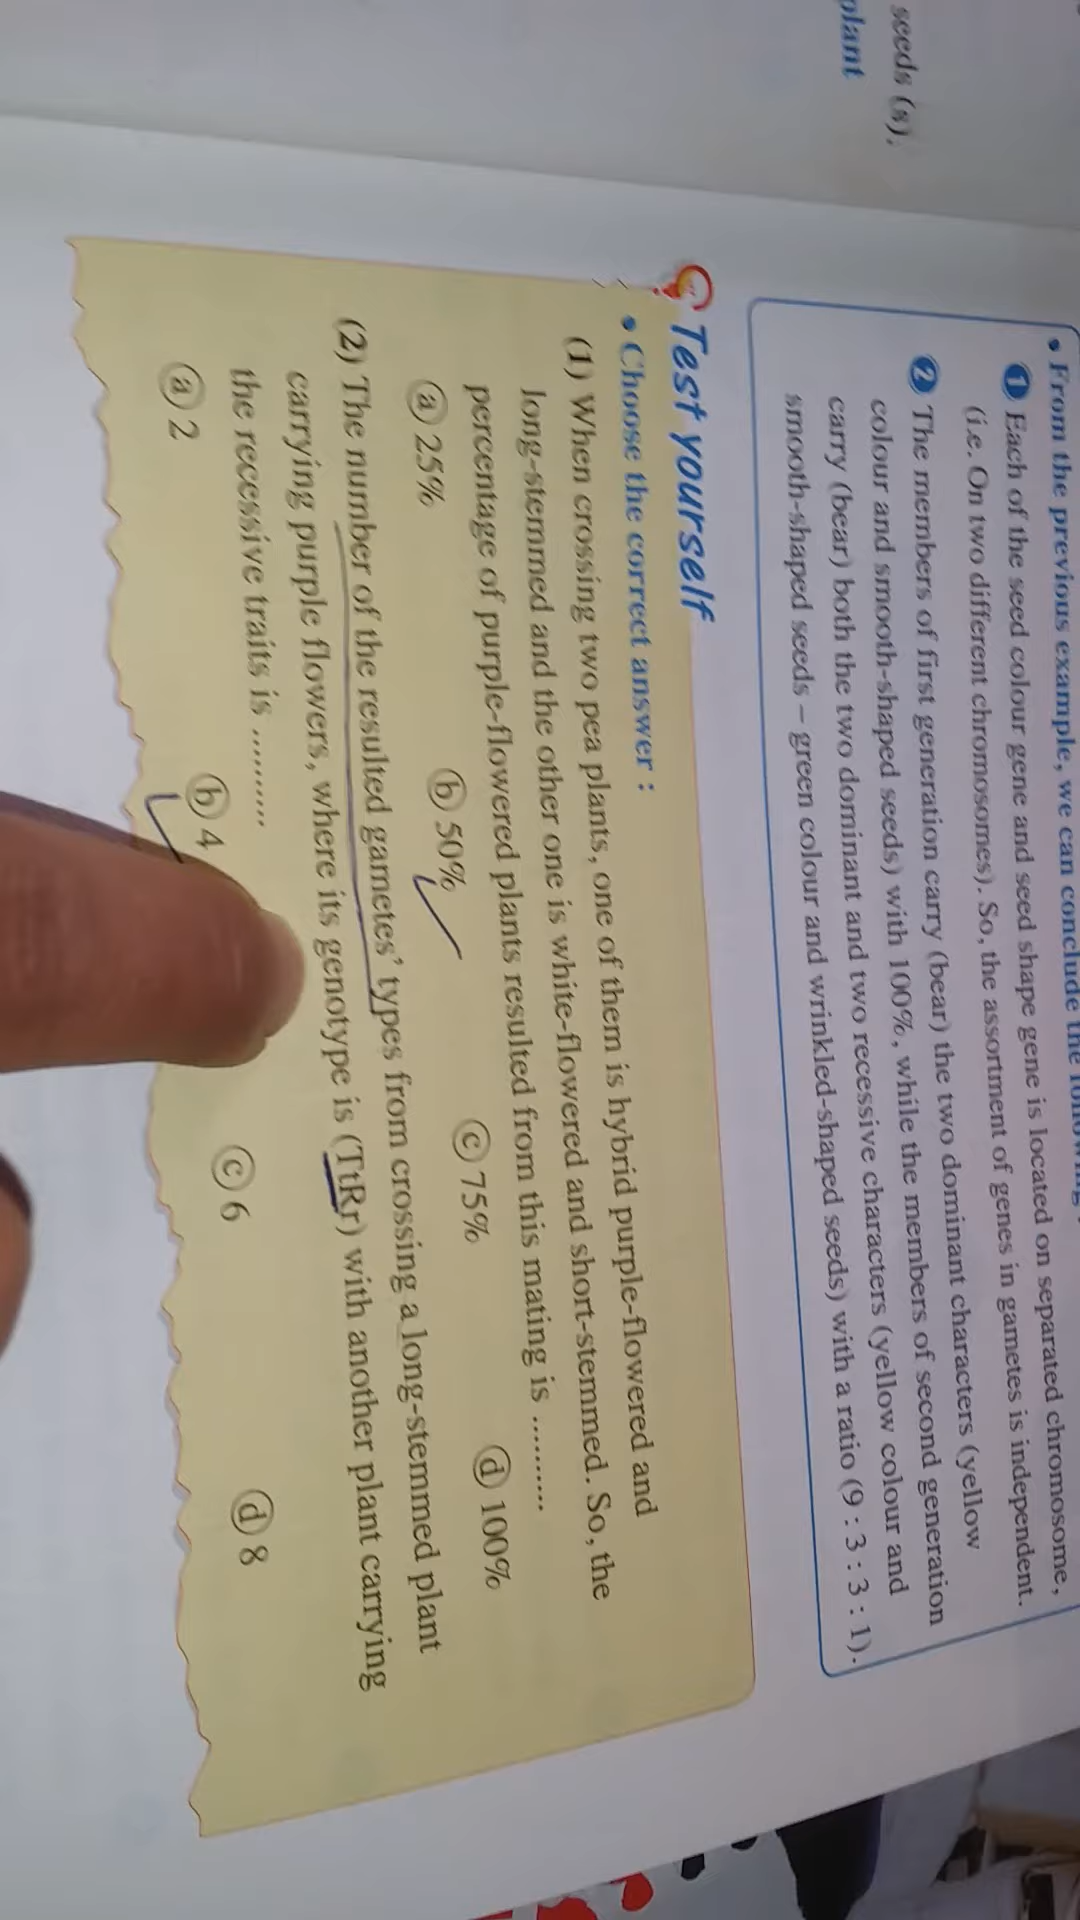 seeds (s).
plant
• From the previous example, we can conclude the following :
1 Each of the seed colour gene and seed shape gene is located on separated chromosome,
(i.e. On two different chromosomes). So, the assortment of genes in gametes is independent.
2 The members of first generation carry (bear) the two dominant characters (yellow
colour and smooth-shaped seeds) with 100%, while the members of second generation
carry (bear) both the two dominant and two recessive characters (yellow colour and
smooth-shaped seeds – green colour and wrinkled-shaped seeds) with a ratio (9 : 3 : 3 : 1).
Test yourself
• Choose the correct answer :
(1) When crossing two pea plants, one of them is hybrid purple-flowered and
long-stemmed and the other one is white-flowered and short-stemmed. So, the
percentage of purple-flowered plants resulted from this mating is ..........
a 25% b 50% c 75% d 100%
(2) The number of the resulted gametes' types from crossing a long-stemmed plant
carrying purple flowers, where its genotype is (TtRr) with another plant carrying
the recessive traits is ..........
a 2 b 4 c 6 d 8